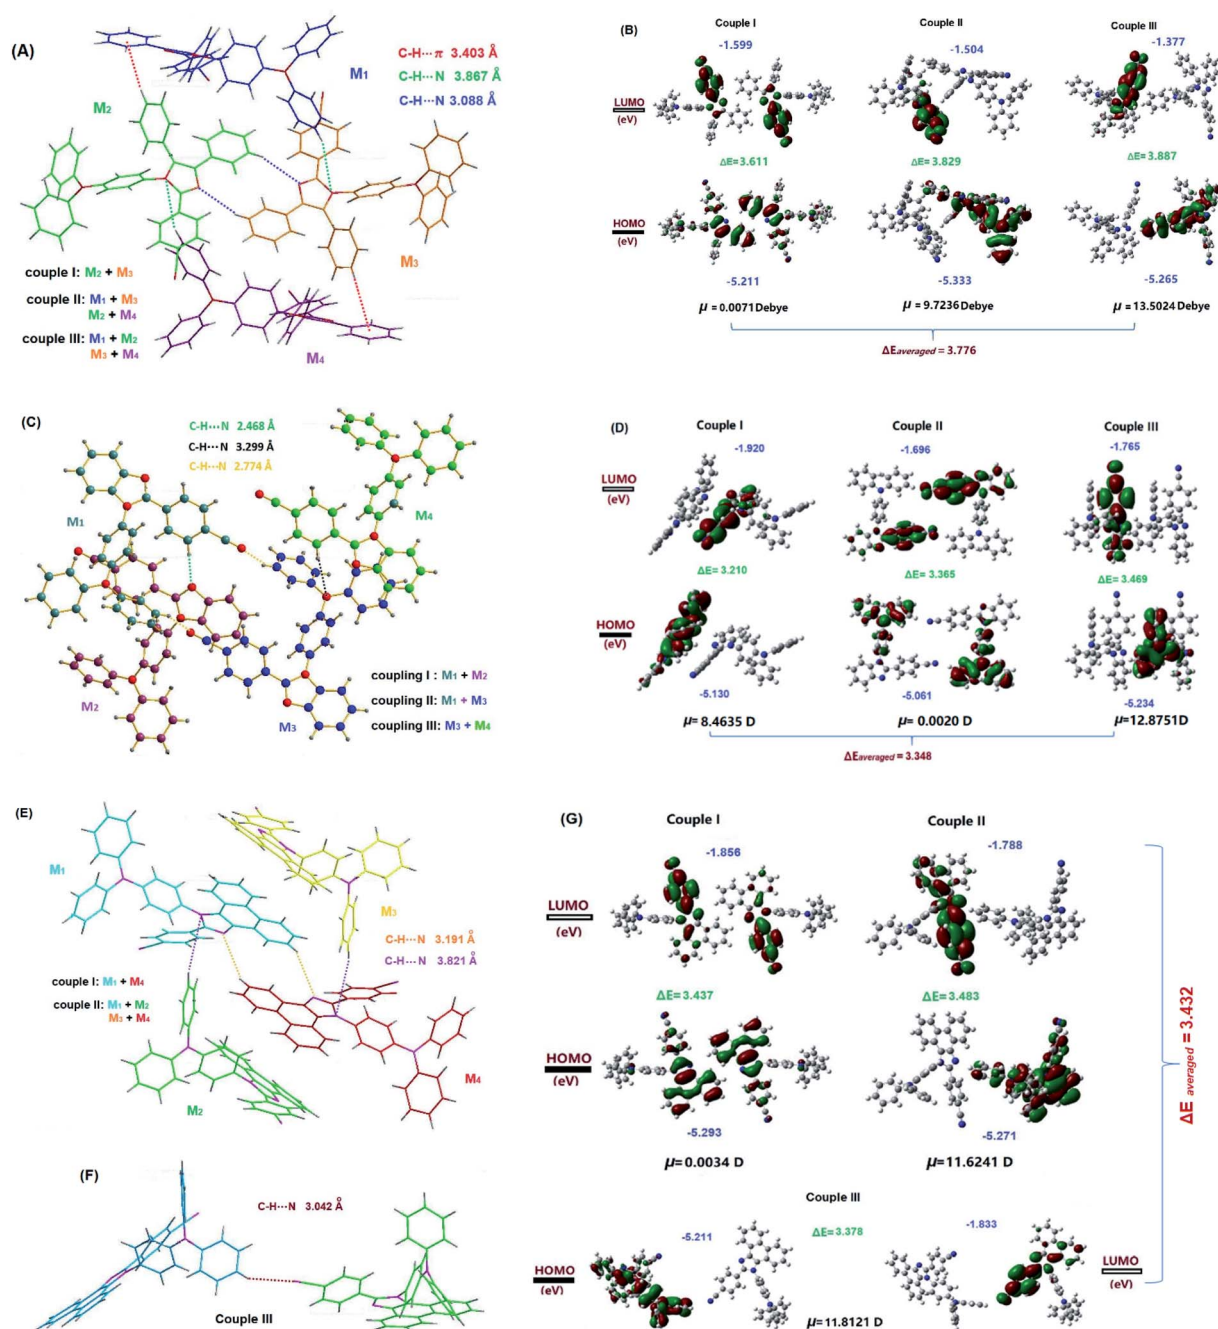 (A)
M1
C-H···π 3.403 Å
C-H···N 3.867 Å
C-H···N 3.088 Å
M2
M3
couple I: M2 + M3
couple II: M1 + M3
M2 + M4
couple III: M1 + M2
M3 + M4
M4
(B)
Couple I
Couple II
Couple III
-1.599
-1.504
-1.377
LUMO
(eV)
ΔE=3.611
ΔE=3.829
ΔE=3.887
HOMO
(eV)
-5.211
-5.333
-5.265
μ = 0.0071 Debye
μ = 9.7236 Debye
μ = 13.5024 Debye
ΔEaveraged = 3.776
(C)
C-H···N 2.468 Å
C-H···N 3.299 Å
C-H···N 2.774 Å
M1
M4
M2
M3
coupling I : M1 + M2
coupling II: M1 + M3
coupling III: M3 + M4
(D)
Couple I
Couple II
Couple III
-1.920
-1.696
-1.765
LUMO
(eV)
ΔE= 3.210
ΔE= 3.365
ΔE= 3.469
HOMO
(eV)
-5.130
-5.061
-5.234
μ= 8.4635 D
μ= 0.0020 D
μ=12.8751D
ΔEaveraged = 3.348
(E)
M1
M3
C-H···N 3.191 Å
C-H···N 3.821 Å
couple I: M1 + M4
couple II: M1 + M2
M3 + M4
M2
M4
(F)
C-H···N 3.042 Å
Couple III
(G)
Couple I
Couple II
-1.856
-1.788
LUMO
(eV)
ΔE =3.437
ΔE =3.483
HOMO
(eV)
-5.293
-5.271
μ=0.0034 D
μ=11.6241 D
ΔE averaged = 3.432
Couple III
-5.211
ΔE =3.378
-1.833
HOMO
(eV)
LUMO
(eV)
μ=11.8121 D